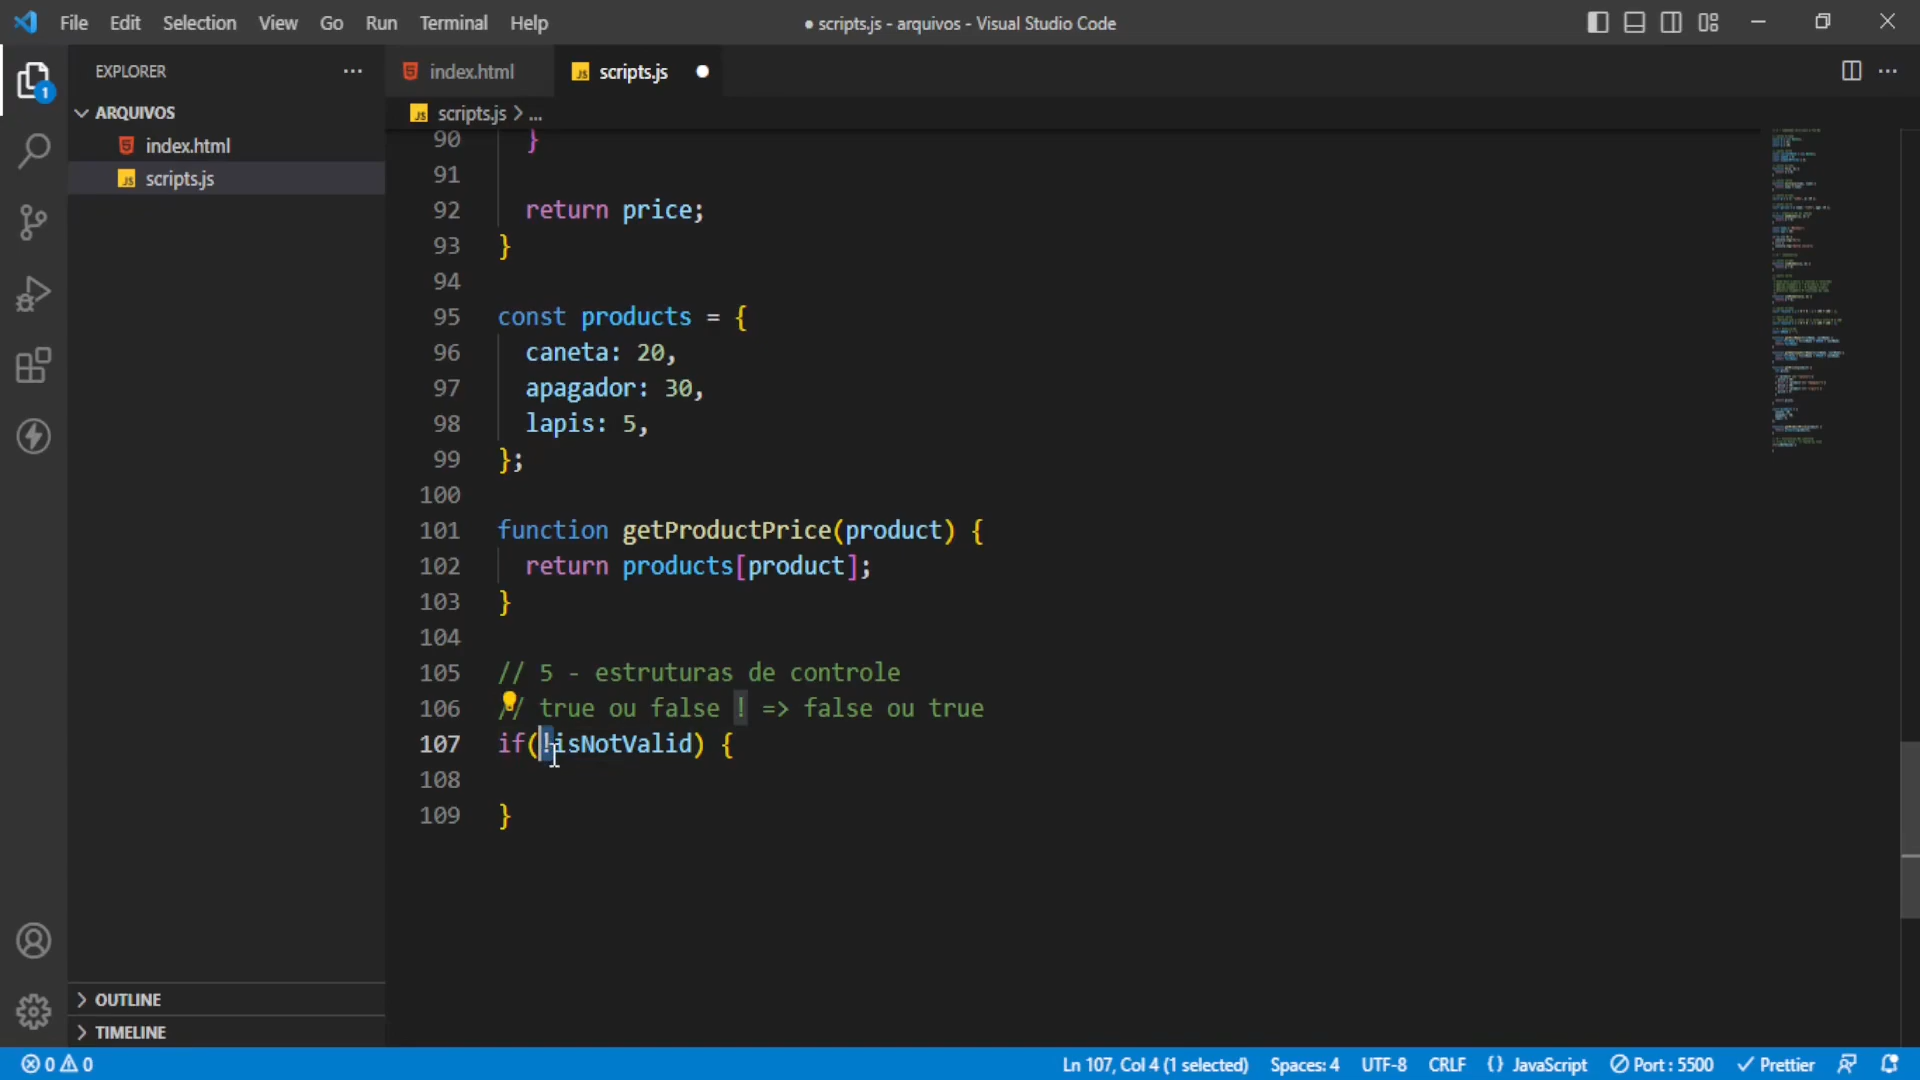 File Edit Selection View Go Run Terminal Help
● scripts.js - arquivos - Visual Studio Code
EXPLORER
ARQUIVOS
index.html
scripts.js
OUTLINE
TIMELINE
1
index.html
JS scripts.js
JS scripts.js > ...
90 }
91
92 return price;
93 }
94
95 const products = {
96 caneta: 20,
97 apagador: 30,
98 lapis: 5,
99 };
100
101 function getProductPrice(product) {
102 return products[product];
103 }
104
105 // 5 - estruturas de controle
106 // true ou false ! => false ou true
107 if(!isNotValid) {
108
109 }
0 0 Ln 107, Col 4 (1 selected) Spaces: 4 UTF-8 CRLF {} JavaScript Port : 5500 Prettier